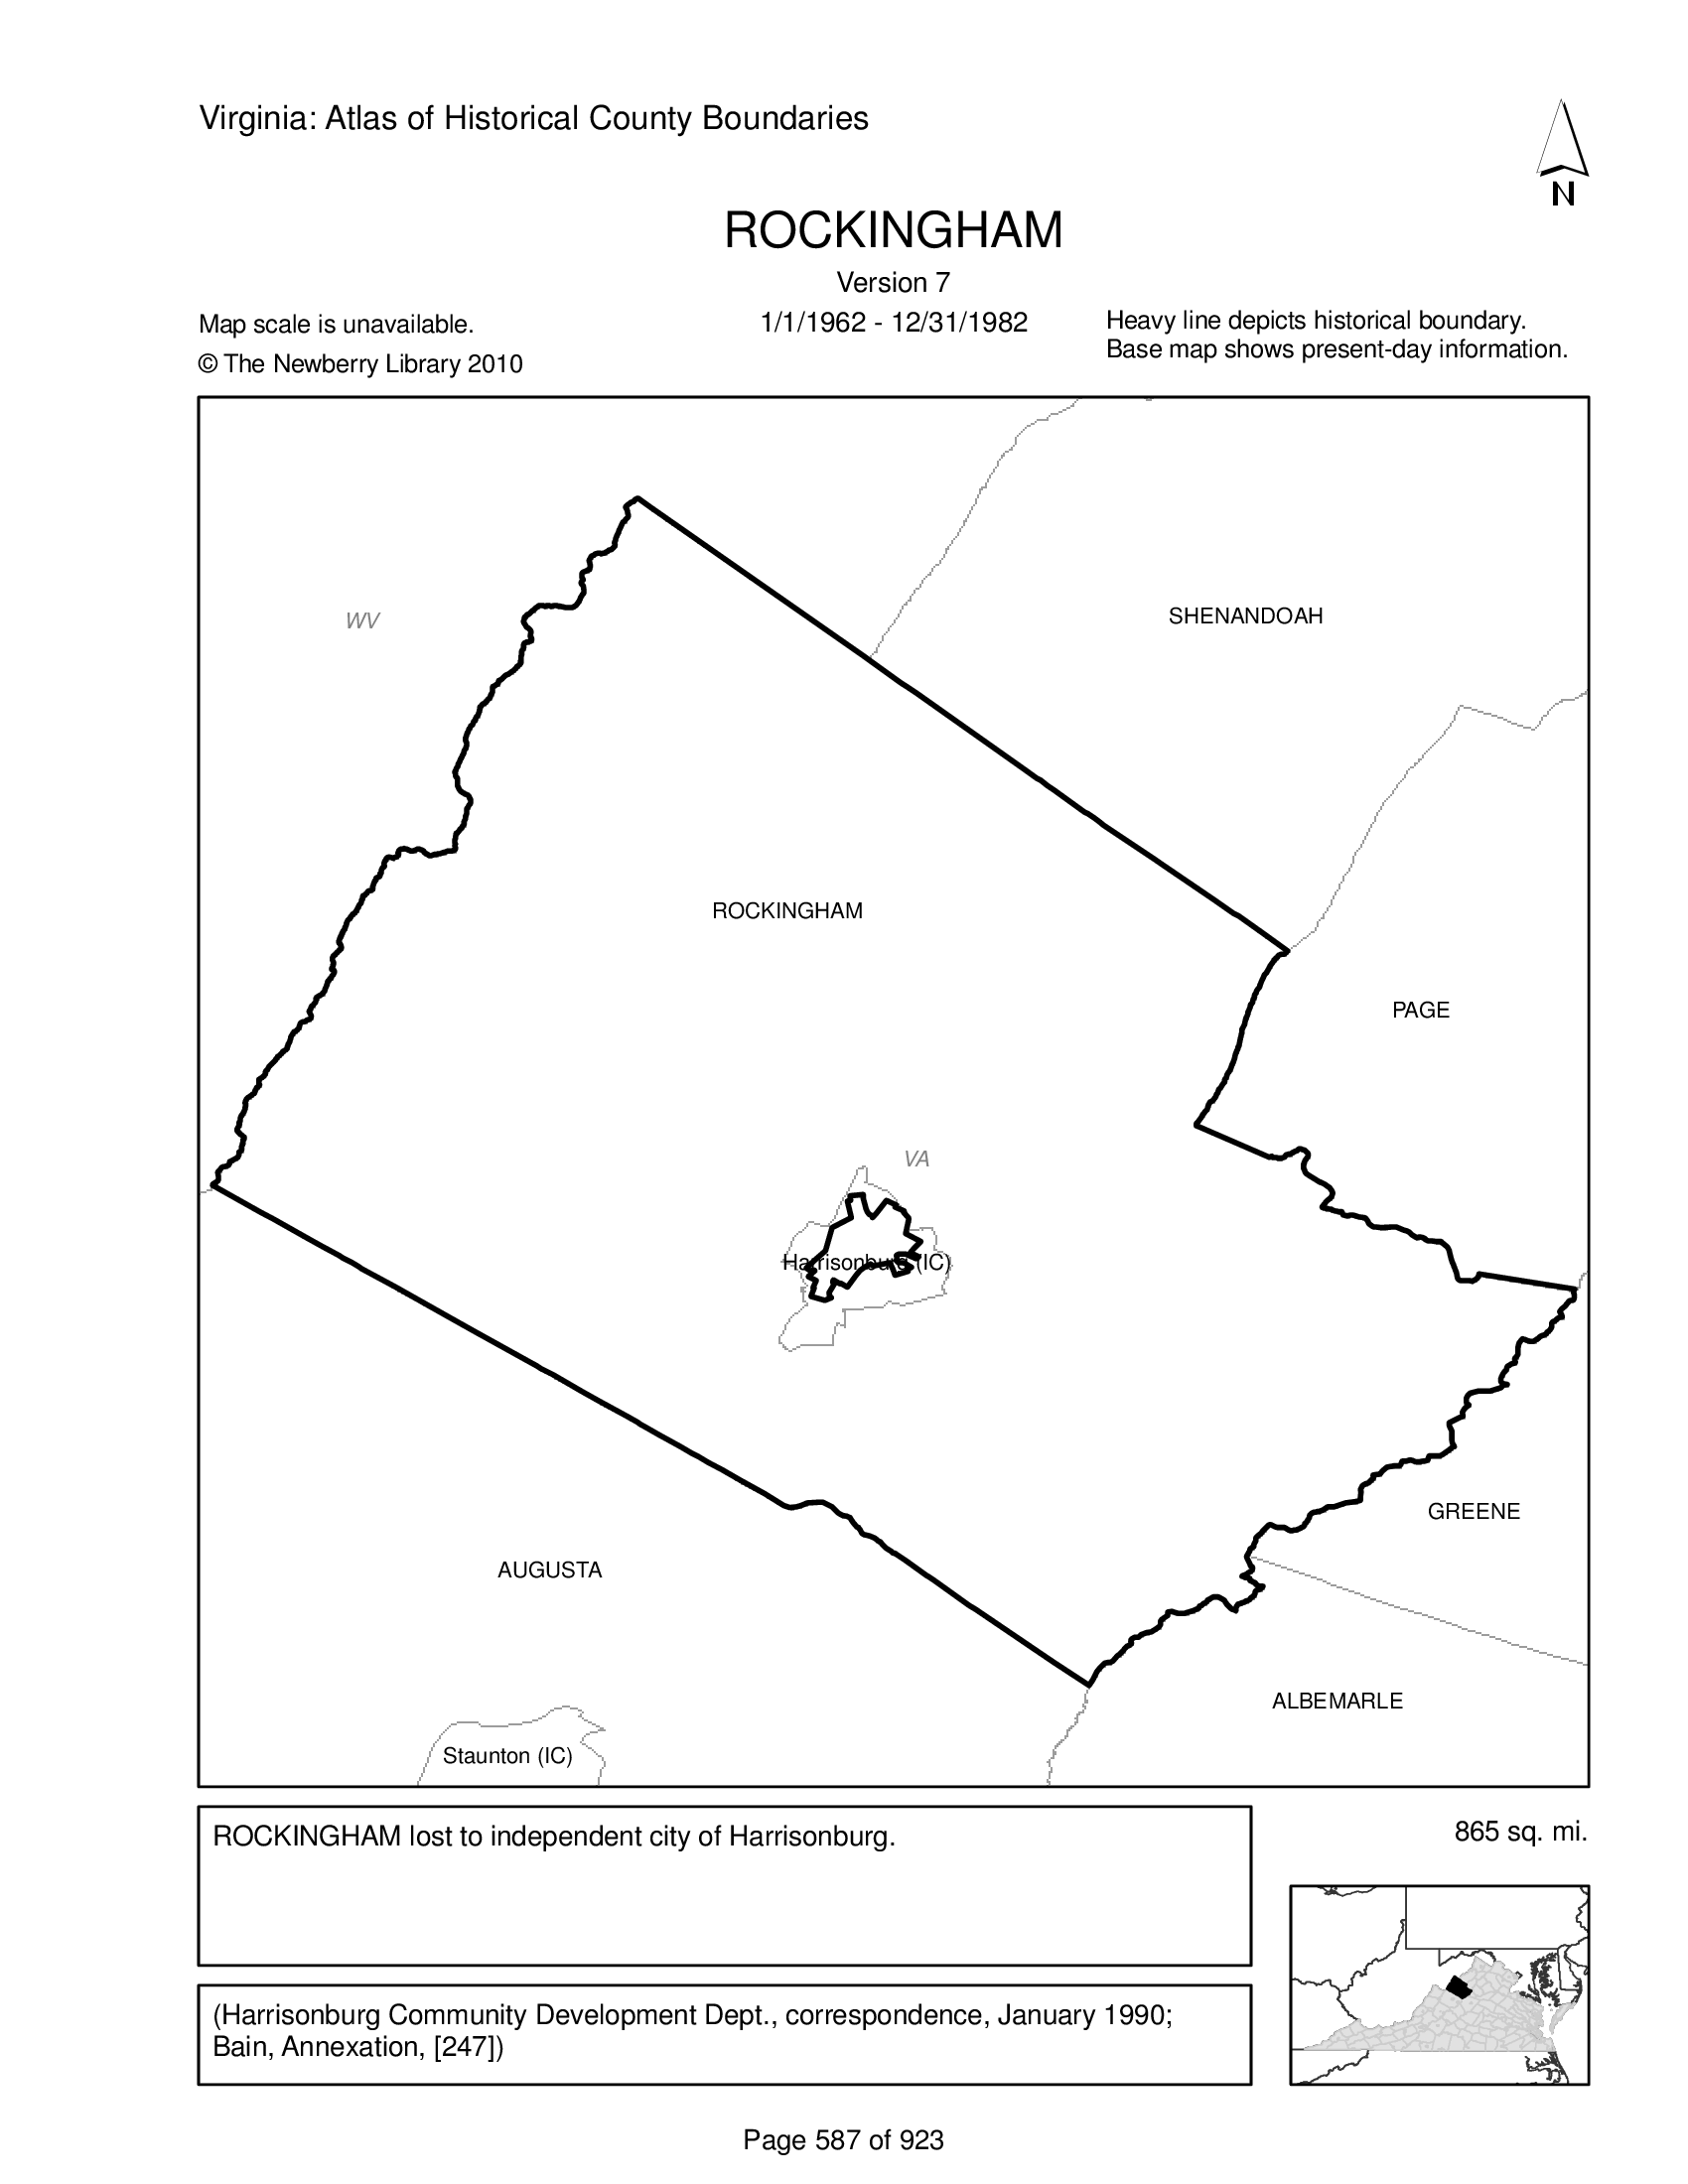 Virginia: Atlas of Historical County Boundaries
N
ROCKINGHAM
Version 7
1/1/1962 - 12/31/1982
Map scale is unavailable.
© The Newberry Library 2010
Heavy line depicts historical boundary.
Base map shows present-day information.
WV
SHENANDOAH
ROCKINGHAM
PAGE
VA
Harrisonburg (IC)
GREENE
AUGUSTA
ALBEMARLE
Staunton (IC)
ROCKINGHAM lost to independent city of Harrisonburg.
865 sq. mi.
(Harrisonburg Community Development Dept., correspondence, January 1990;
Bain, Annexation, [247])
Page 587 of 923